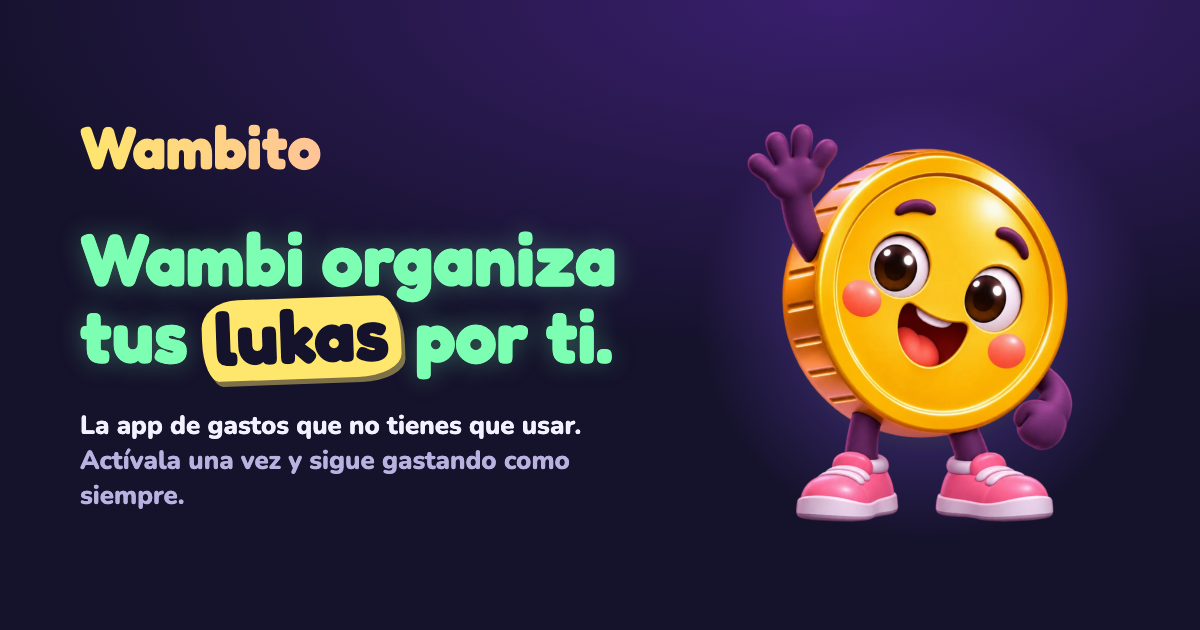 Wambito
Wambi organiza
tus lukas por ti.
La app de gastos que no tienes que usar.
Actívala una vez y sigue gastando como
siempre.